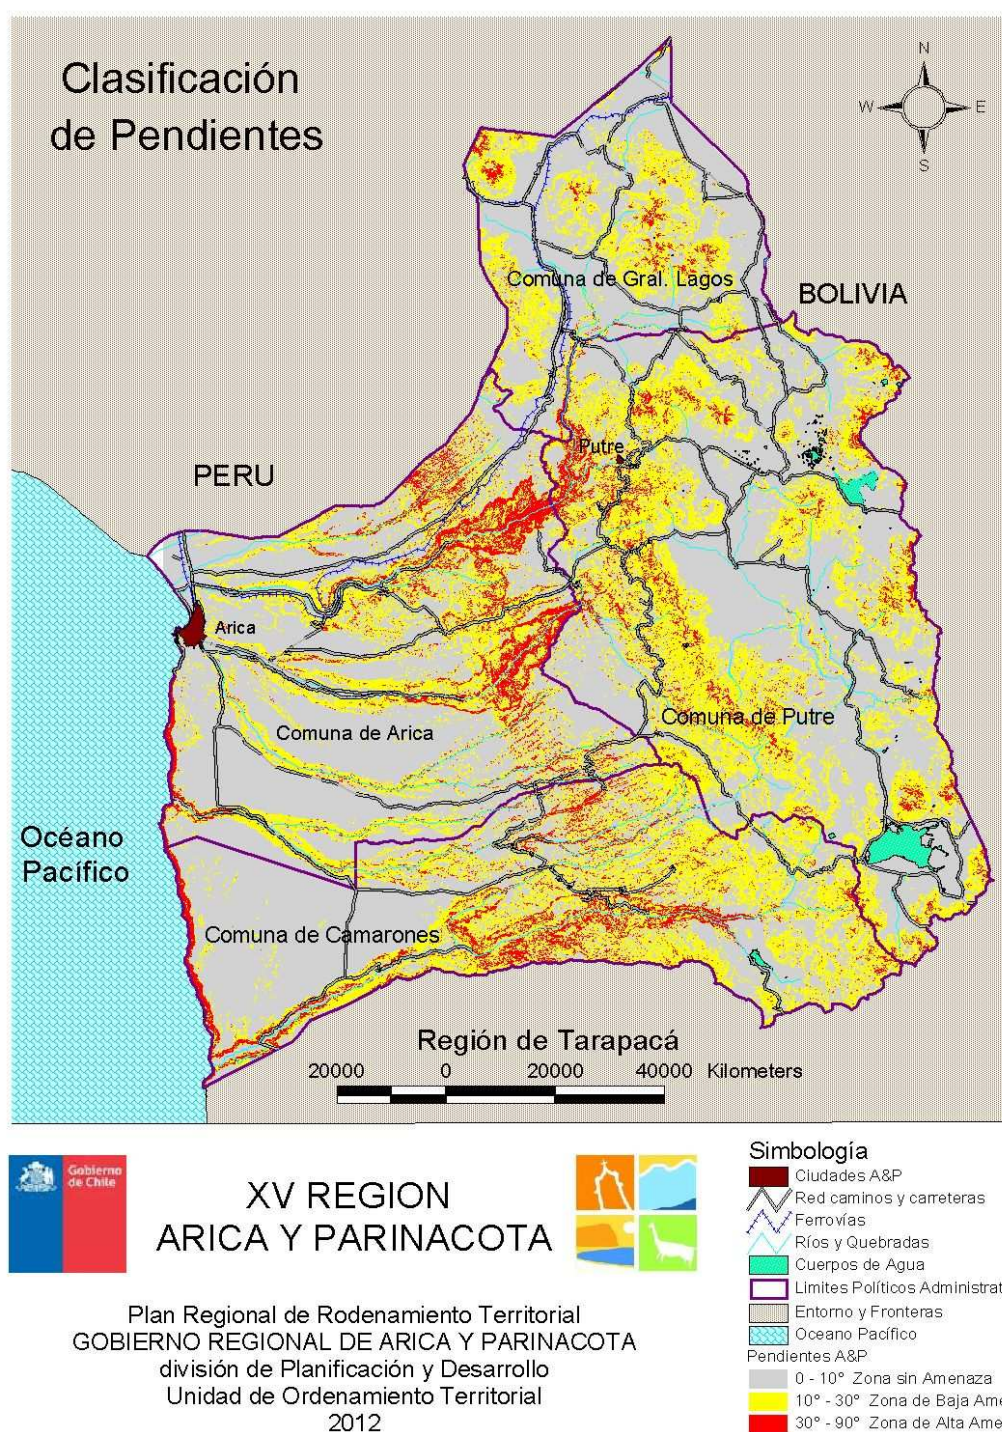 Clasificación
de Pendientes
N
W
E
S
Comuna de Gral. Lagos
BOLIVIA
PERU
Putre
Arica
Comuna de Arica
Comuna de Putre
Océano
Pacífico
Comuna de Camarones
Región de Tarapacá
20000 0 20000 40000 Kilometers
Gobierno
de Chile
XV REGION
ARICA Y PARINACOTA
Plan Regional de Rodenamiento Territorial
GOBIERNO REGIONAL DE ARICA Y PARINACOTA
división de Planificación y Desarrollo
Unidad de Ordenamiento Territorial
2012
Simbología
Ciudades A&P
Red caminos y carreteras
Ferrovías
Ríos y Quebradas
Cuerpos de Agua
Limites Políticos Administrat
Entorno y Fronteras
Oceano Pacífico
Pendientes A&P
0 - 10° Zona sin Amenaza
10° - 30° Zona de Baja Ame
30° - 90° Zona de Alta Ame